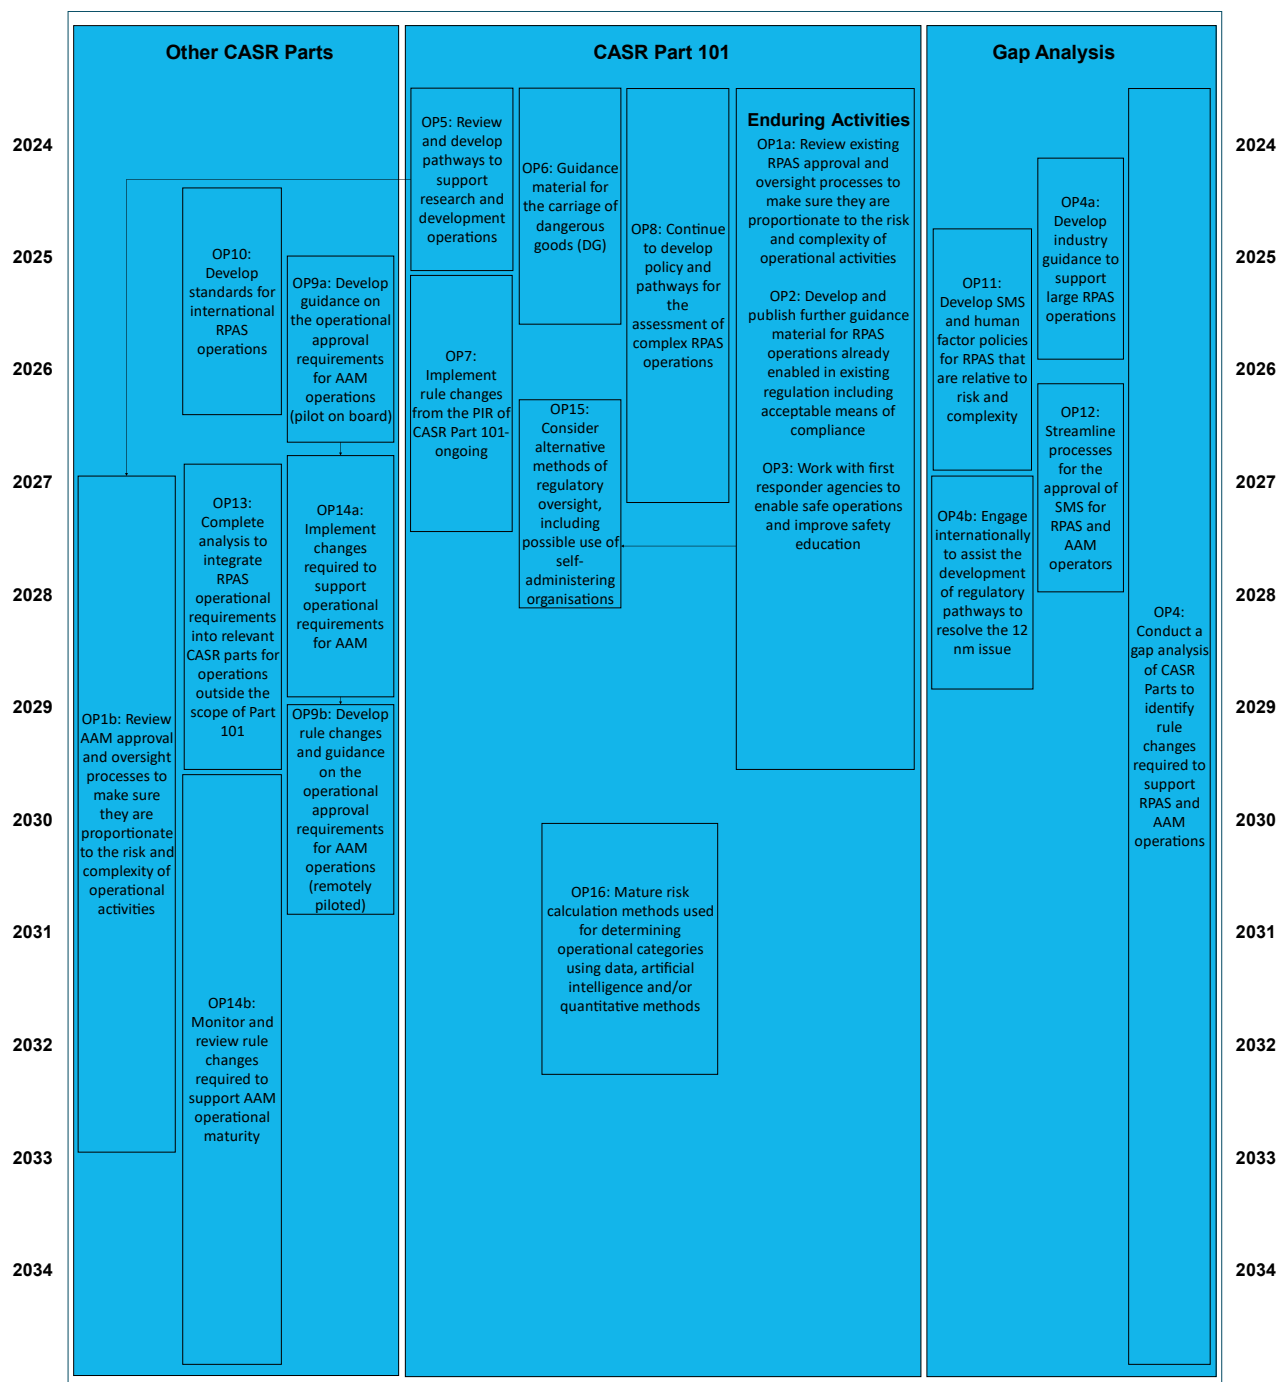 Other CASR Parts
CASR Part 101
Gap Analysis
2024
2025
2026
2027
2028
2029
2030
2031
2032
2033
2034
OP10:
Develop
standards for
international
RPAS
operations
OP9a: Develop
guidance on
the operational
approval
requirements
for AAM
operations
(pilot on board)
OP13:
Complete
analysis to
integrate
RPAS
operational
requirements
into relevant
CASR parts for
operations
outside the
scope of Part
101
OP14a:
Implement
changes
required to
support
operational
requirements
for AAM
OP1b: Review
AAM approval
and oversight
processes to
make sure
they are
proportionate
to the risk and
complexity of
operational
activities
OP9b: Develop
rule changes
and guidance
on the
operational
approval
requirements
for AAM
operations
(remotely
piloted)
OP14b:
Monitor and
review rule
changes
required to
support AAM
operational
maturity
OP5: Review
and develop
pathways to
support
research and
development
operations
OP6: Guidance
material for
the carriage of
dangerous
goods (DG)
OP8: Continue
to develop
policy and
pathways for
the
assessment of
complex RPAS
operations
Enduring Activities
OP1a: Review existing
RPAS approval and
oversight processes to
make sure they are
proportionate to the risk
and complexity of
operational activities
OP2: Develop and
publish further guidance
material for RPAS
operations already
enabled in existing
regulation including
acceptable means of
compliance
OP3: Work with first
responder agencies to
enable safe operations
and improve safety
education
OP7:
Implement
rule changes
from the PIR of
CASR Part 101-
ongoing
OP15:
Consider
alternative
methods of
regulatory
oversight,
including
possible use of
self-
administering
organisations
OP16: Mature risk
calculation methods used
for determining
operational categories
using data, artificial
intelligence and/or
quantitative methods
OP4a:
Develop
industry
guidance to
support
large RPAS
operations
OP11:
Develop SMS
and human
factor policies
for RPAS that
are relative to
risk and
complexity
OP12:
Streamline
processes
for the
approval of
SMS for
RPAS and
AAM
operators
OP4b: Engage
internationally
to assist the
development
of regulatory
pathways to
resolve the 12
nm issue
OP4:
Conduct a
gap analysis
of CASR
Parts to
identify rule
changes
required to
support
RPAS and
AAM
operations
2024
2025
2026
2027
2028
2029
2030
2031
2032
2033
2034